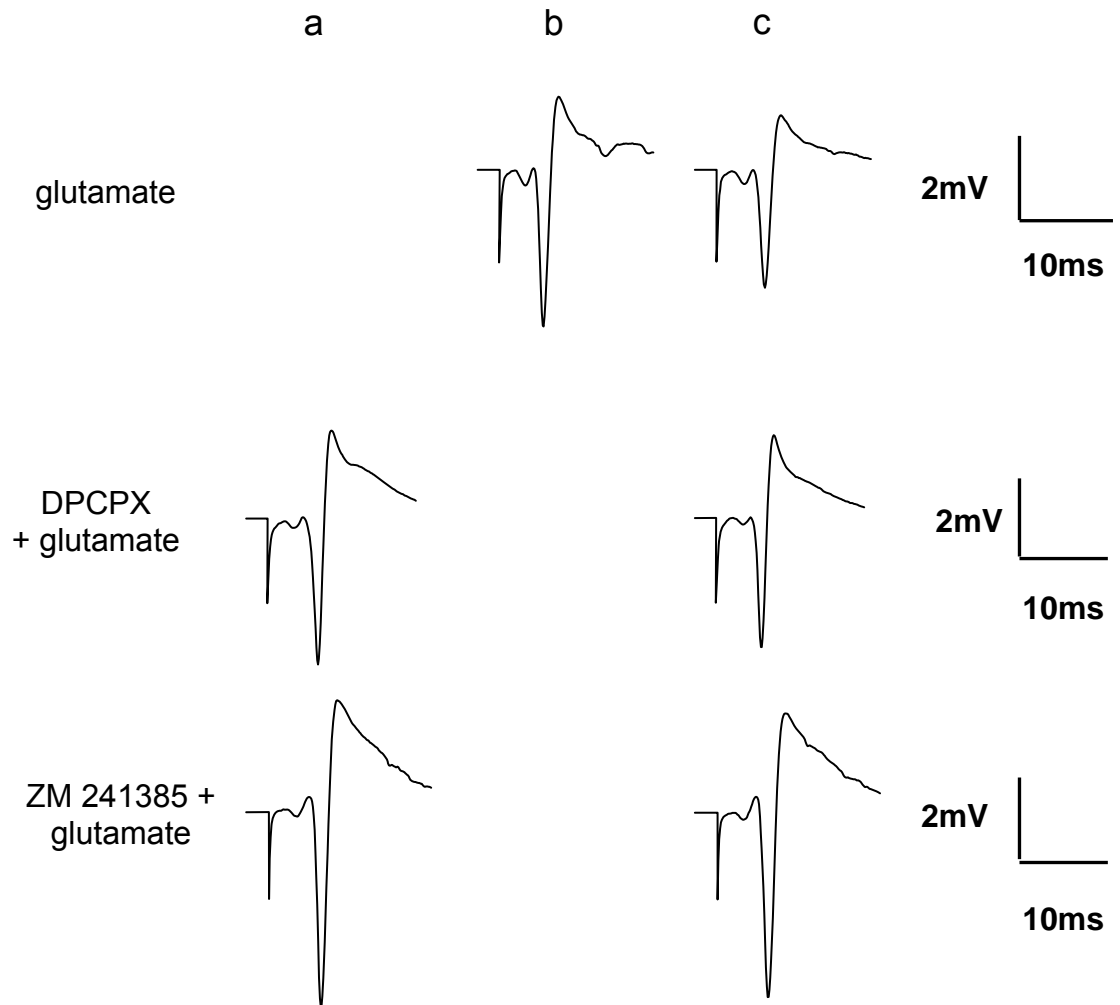 a b c
glutamate
2mV
10ms
DPCPX
+ glutamate
2mV
10ms
ZM 241385 +
glutamate
2mV
10ms